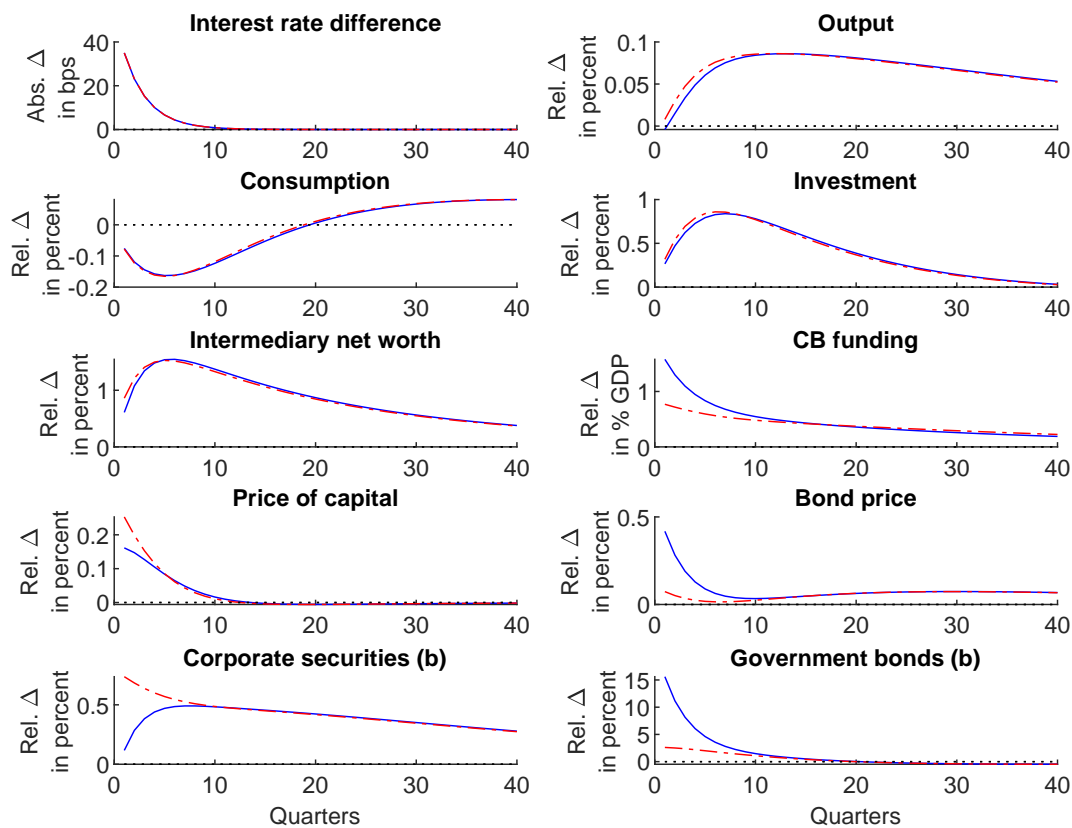 Interest rate difference
Abs. Δ
in bps
40
20
0
0 10 20 30 40
Output
Rel. Δ
in percent
0.1
0.05
0
0 10 20 30 40
Consumption
Rel. Δ
in percent
0
-0.1
-0.2
0 10 20 30 40
Investment
Rel. Δ
in percent
1
0.5
0
0 10 20 30 40
Intermediary net worth
Rel. Δ
in percent
1
0
0 10 20 30 40
CB funding
Rel. Δ
in % GDP
1
0
0 10 20 30 40
Price of capital
Rel. Δ
in percent
0.2
0.1
0
0 10 20 30 40
Bond price
Rel. Δ
in percent
0.5
0
0 10 20 30 40
Corporate securities (b)
Rel. Δ
in percent
0.5
0
0 10 20 30 40
Quarters
Government bonds (b)
Rel. Δ
in percent
15
10
5
0
0 10 20 30 40
Quarters